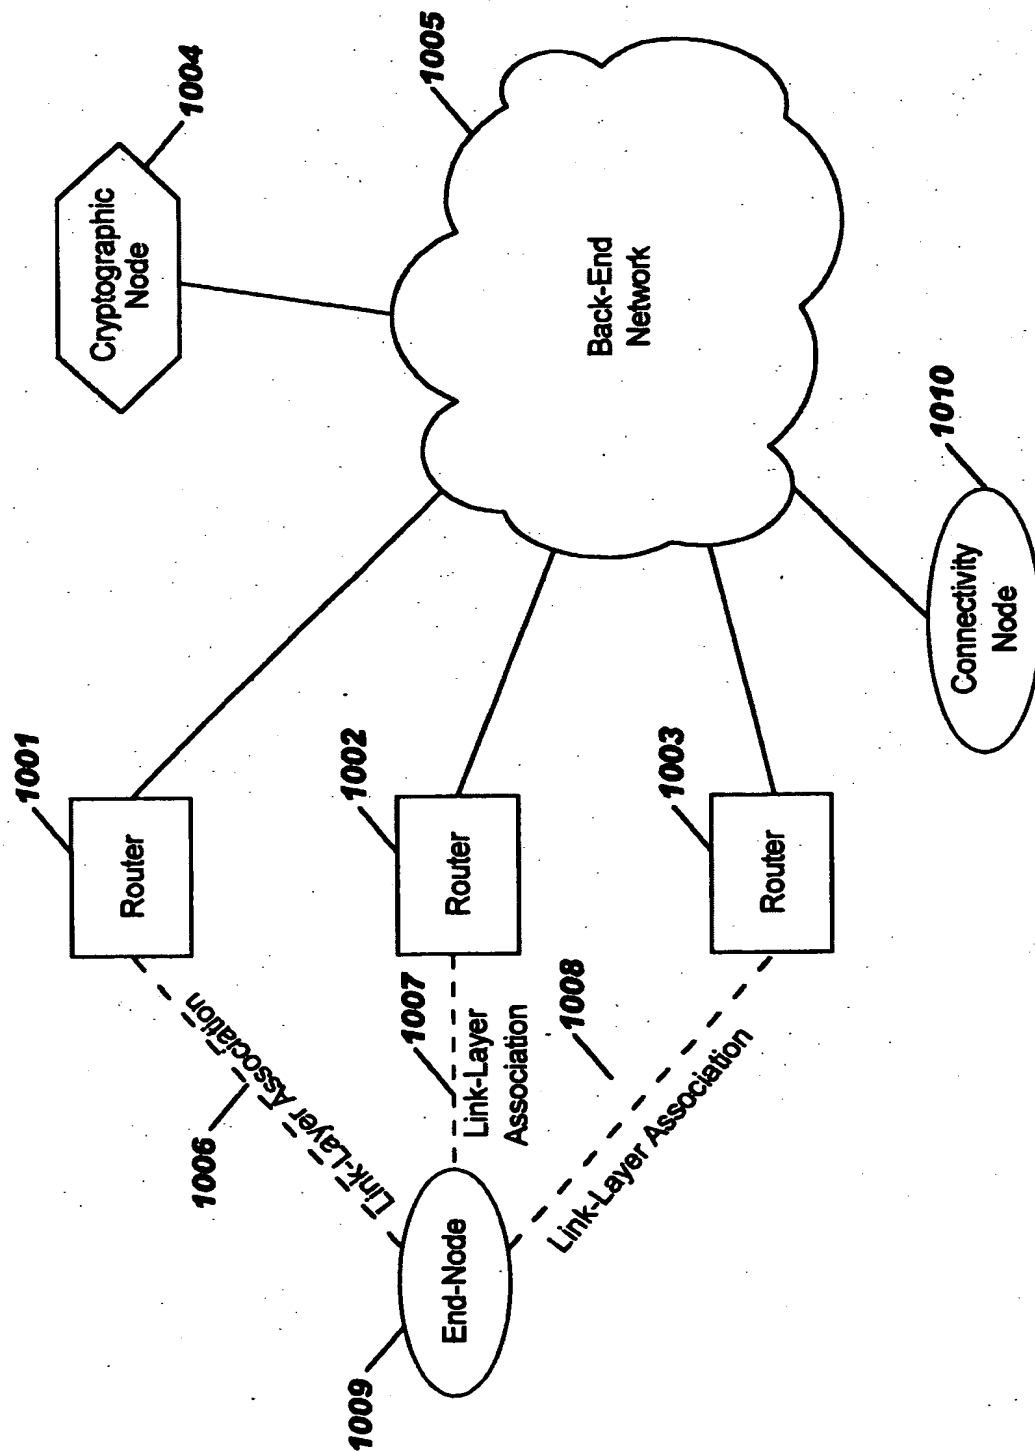 1004
Cryptographic
Node
1005
Back-End
Network
1010
Connectivity
Node
1001
Router
1002
Router
1003
Router
1006
Link-Layer Association
1007
Link-Layer
Association
1008
Link-Layer Association
End-Node
1009